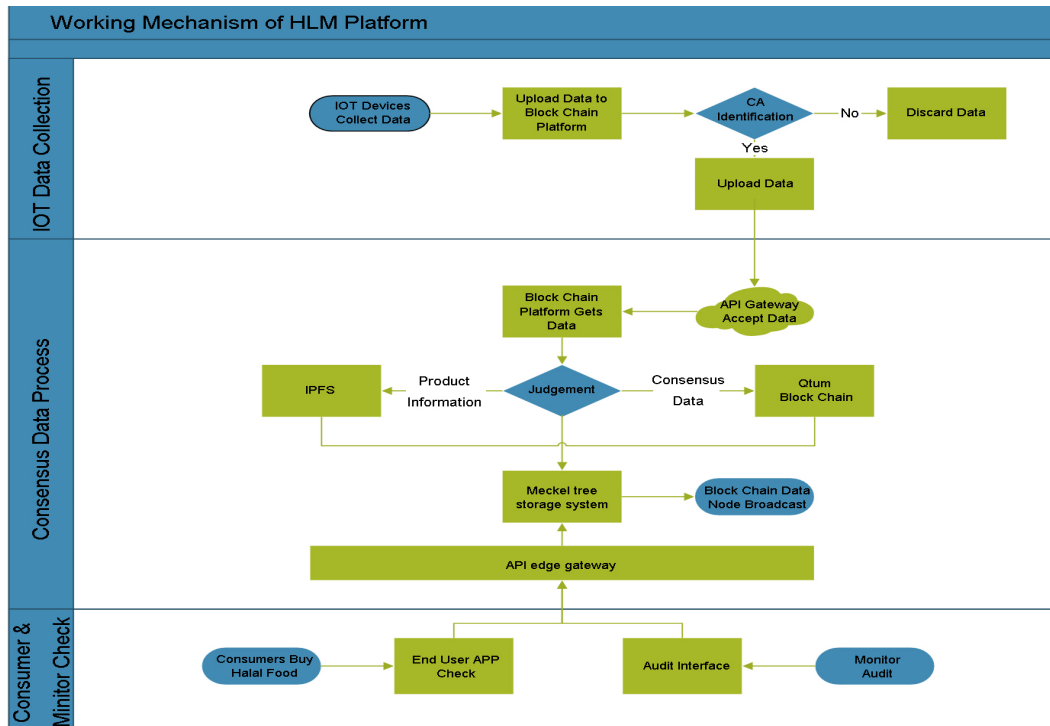 Working Mechanism of HLM Platform
IOT Data Collection
IOT Devices
Collect Data
Upload Data to
Block Chain
Platform
CA
Identification
No
Discard Data
Yes
Upload Data
Consensus Data Process
Block Chain
Platform Gets
Data
API Gateway
Accept Data
IPFS
Product
Information
Judgement
Consensus
Data
Qtum
Block Chain
Meckel tree
storage system
Block Chain Data
Node Broadcast
API edge gateway
Consumer &
Minitor Check
Consumers Buy
Halal Food
End User APP
Check
Audit Interface
Monitor
Audit